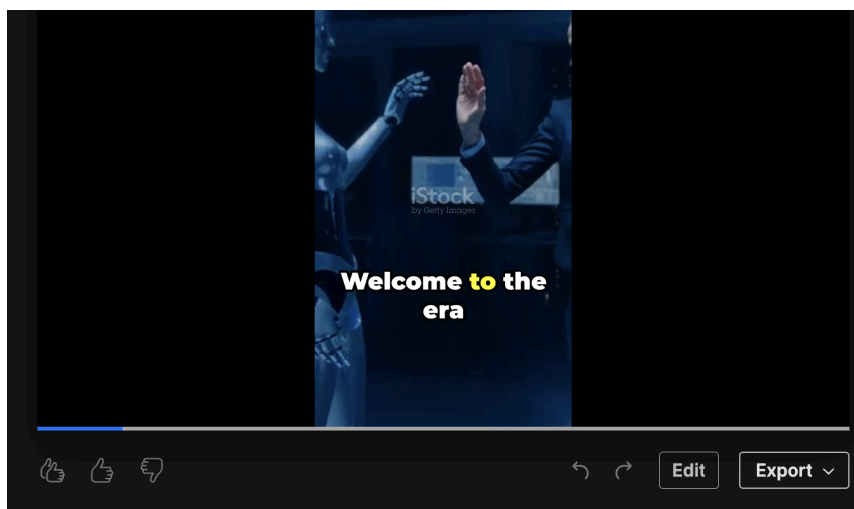 iStock
by Getty Images
Welcome to the
era
Edit
Export